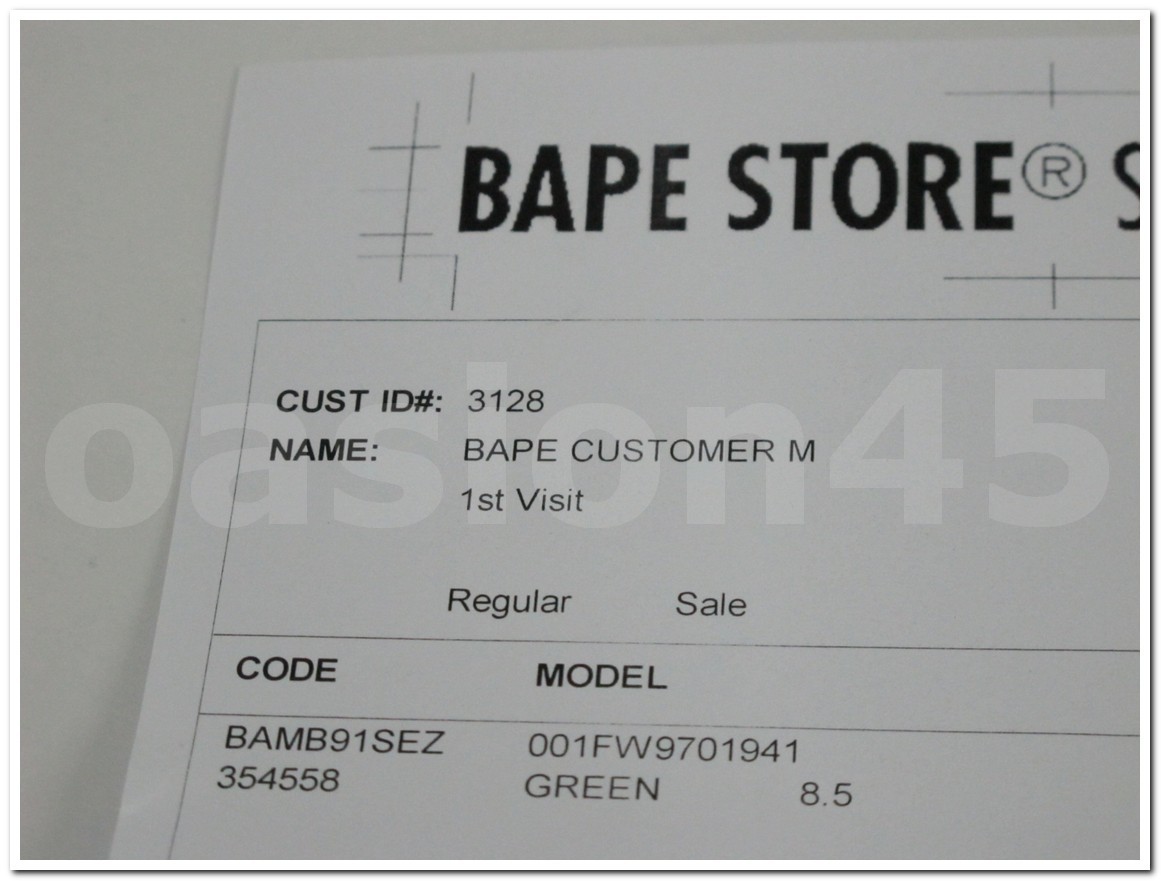 BAPE STORE® S
CUST ID#: 3128
NAME: BAPE CUSTOMER M
1st Visit
oasion45
Regular Sale
CODE MODEL
BAMB91SEZ 001FW9701941
354558 GREEN 8.5